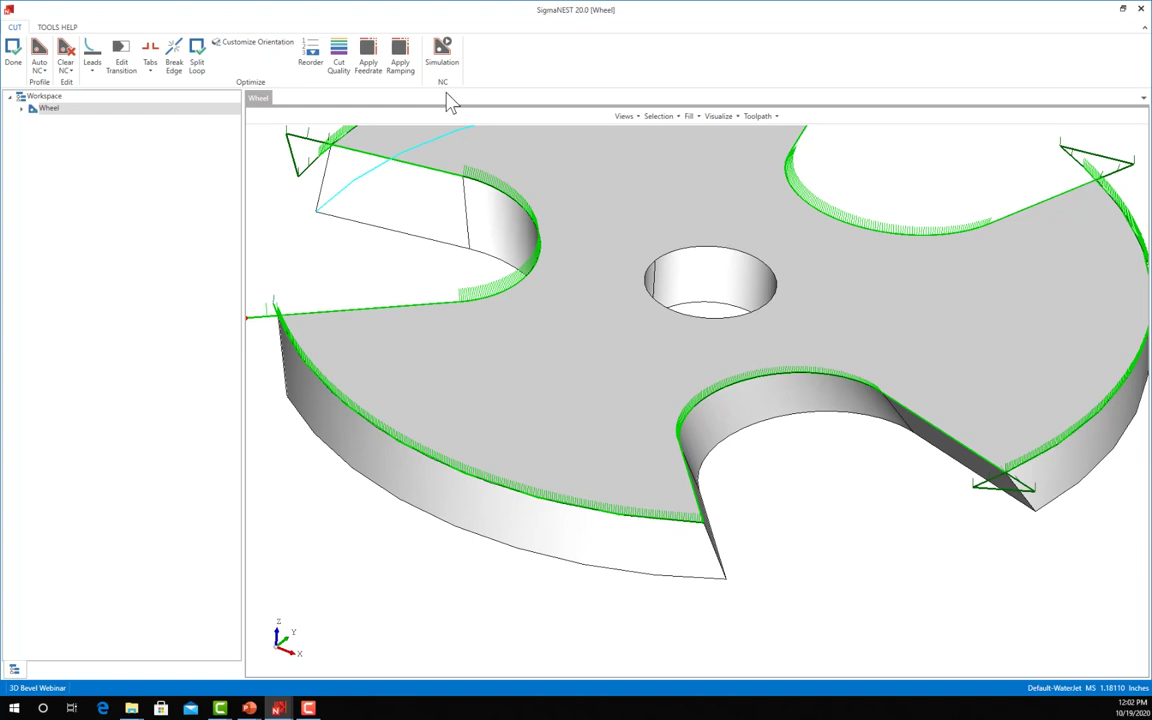 SigmaNEST 20.0 [Wheel]
CUT TOOLS HELP
Done
Auto NC
Clear NC
Leads
Edit Transition
Tabs
Break Edge
Split Loop
Customize Orientation
Reorder
Cut Quality
Apply Feedrate
Apply Ramping
Simulation
Profile Edit Optimize NC
Workspace
Wheel
Wheel
Views Selection Fill Visualize Toolpath
Z
Y
X
3D Bevel Webinar
Default-WaterJet MS 1.18110 Inches
12:02 PM
10/19/2020